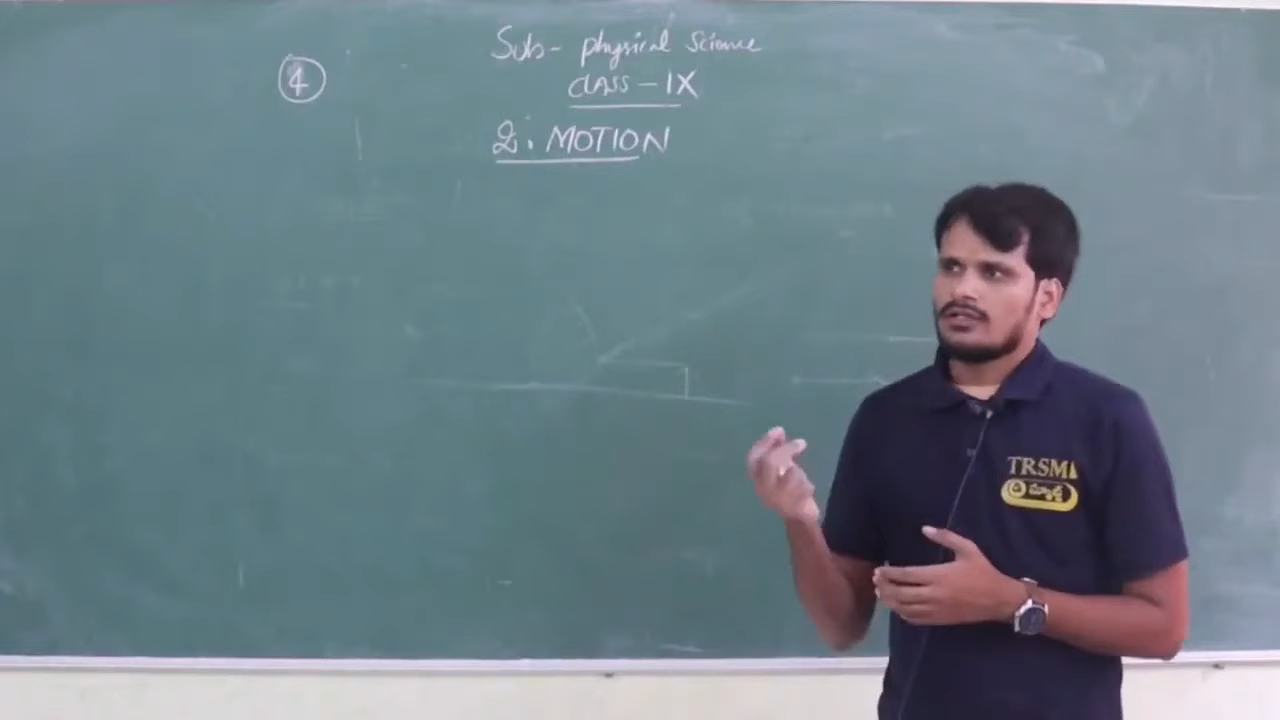 Sub- physical Science
④
CLASS - IX
2. MOTION
TRSMA